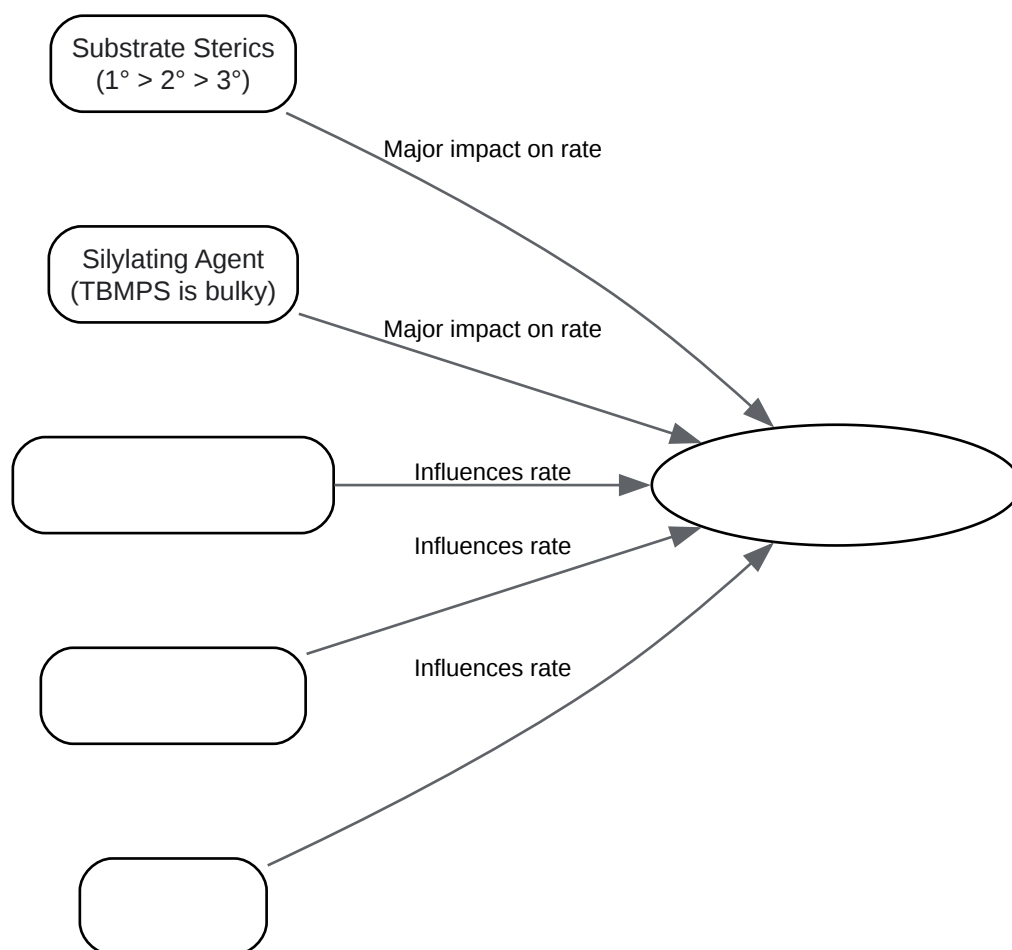 Substrate Sterics
(1° > 2° > 3°)
Major impact on rate
Silylating Agent
(TBMPS is bulky)
Major impact on rate
Influences rate
Influences rate
Influences rate